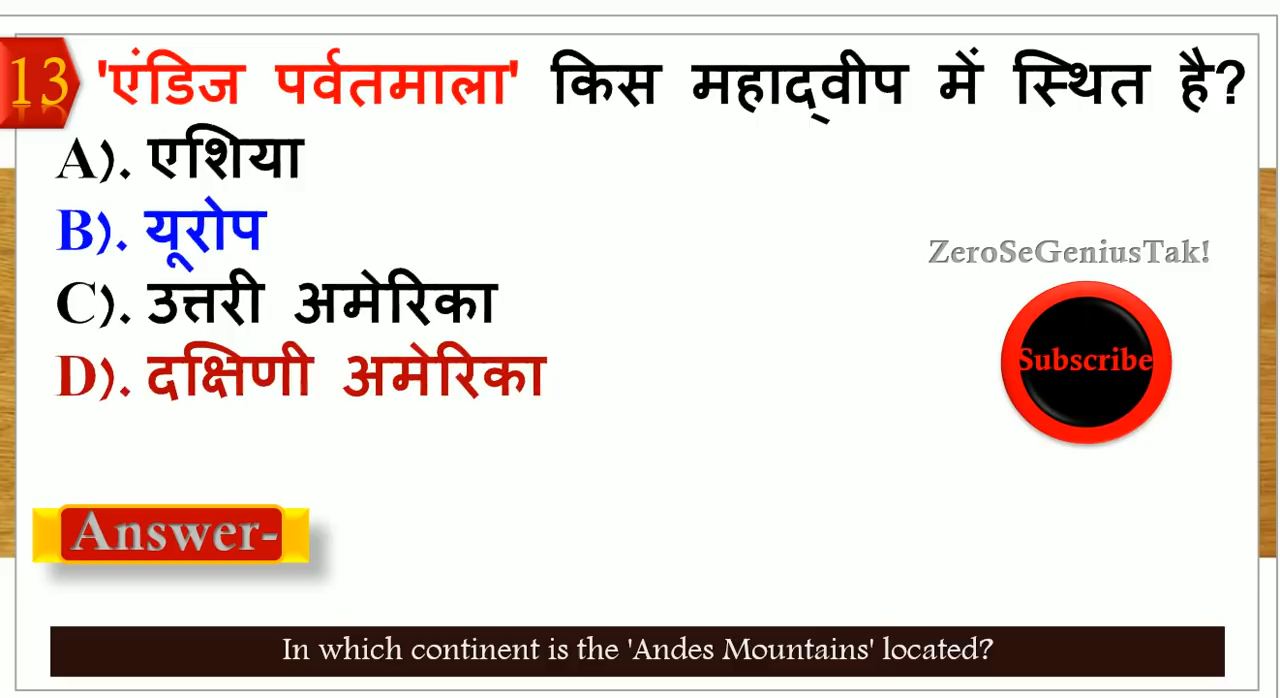 13 'एंडिज पर्वतमाला' किस महाद्वीप में स्थित है?
A). एशिया
B). यूरोप
ZeroSeGeniusTak!
C). उत्तरी अमेरिका
Subscribe
D). दक्षिणी अमेरिका
Answer-
In which continent is the 'Andes Mountains' located?